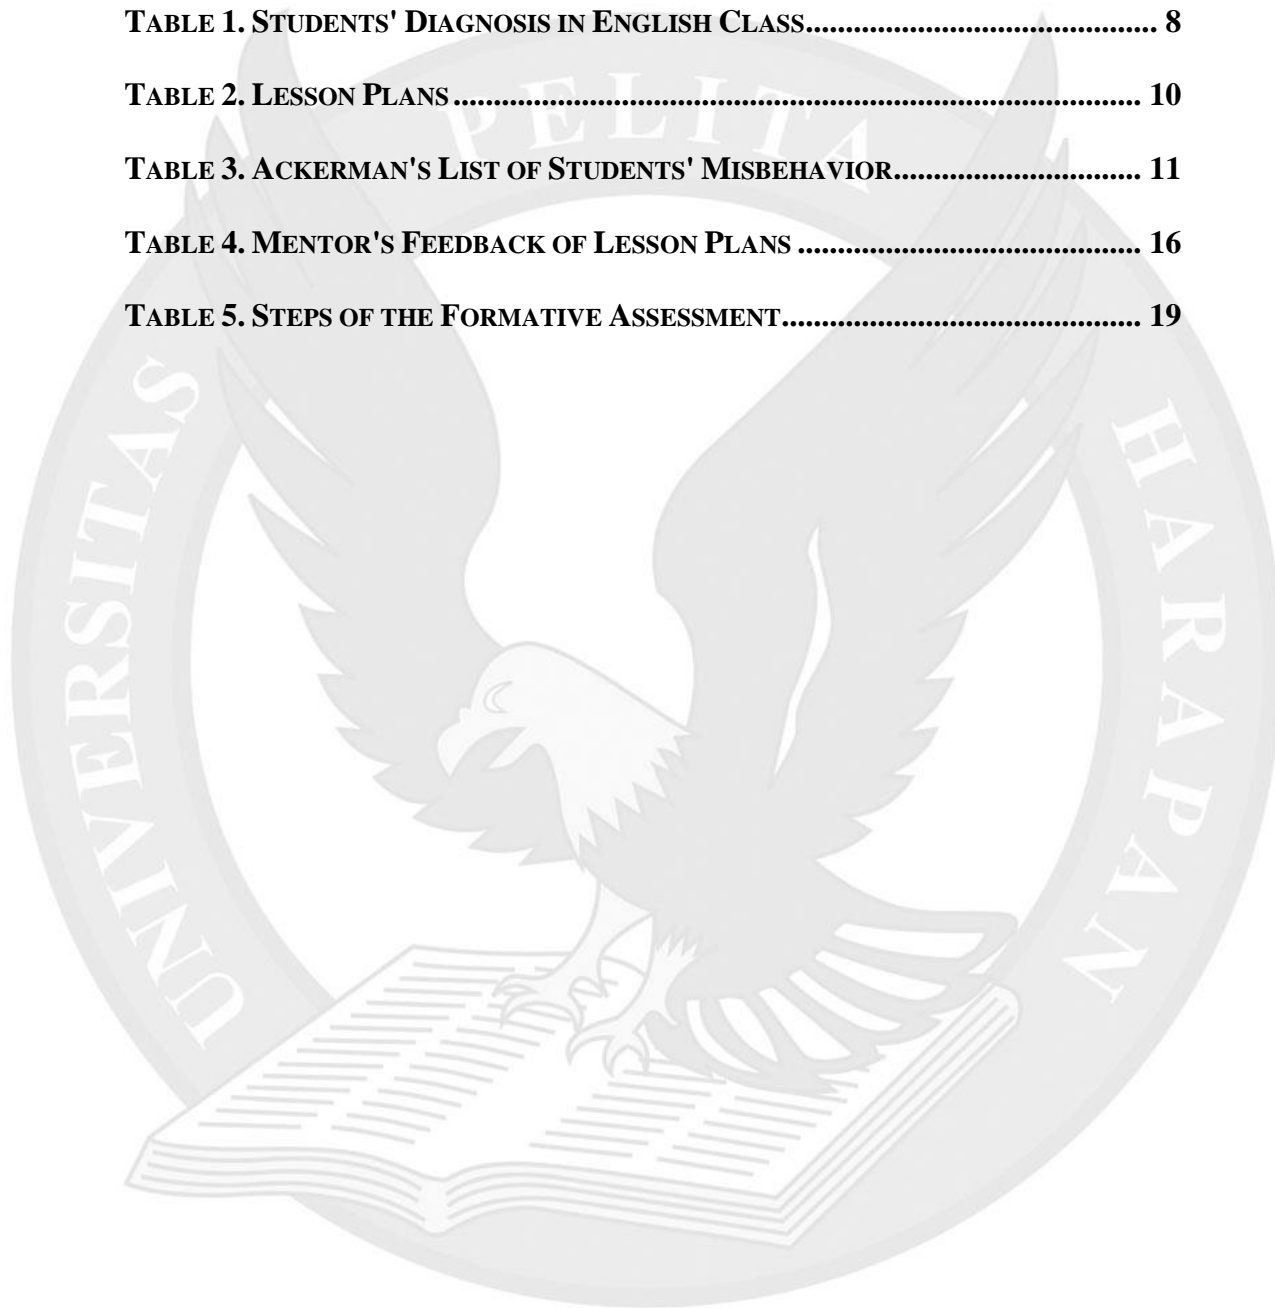 TABLE 1. STUDENTS' DIAGNOSIS IN ENGLISH CLASS............................................ 8
TABLE 2. LESSON PLANS...................................................................................... 10
TABLE 3. ACKERMAN'S LIST OF STUDENTS' MISBEHAVIOR............................... 11
TABLE 4. MENTOR'S FEEDBACK OF LESSON PLANS........................................... 16
TABLE 5. STEPS OF THE FORMATIVE ASSESSMENT............................................. 19
UNIVERSITAS PELITA HARAPAN